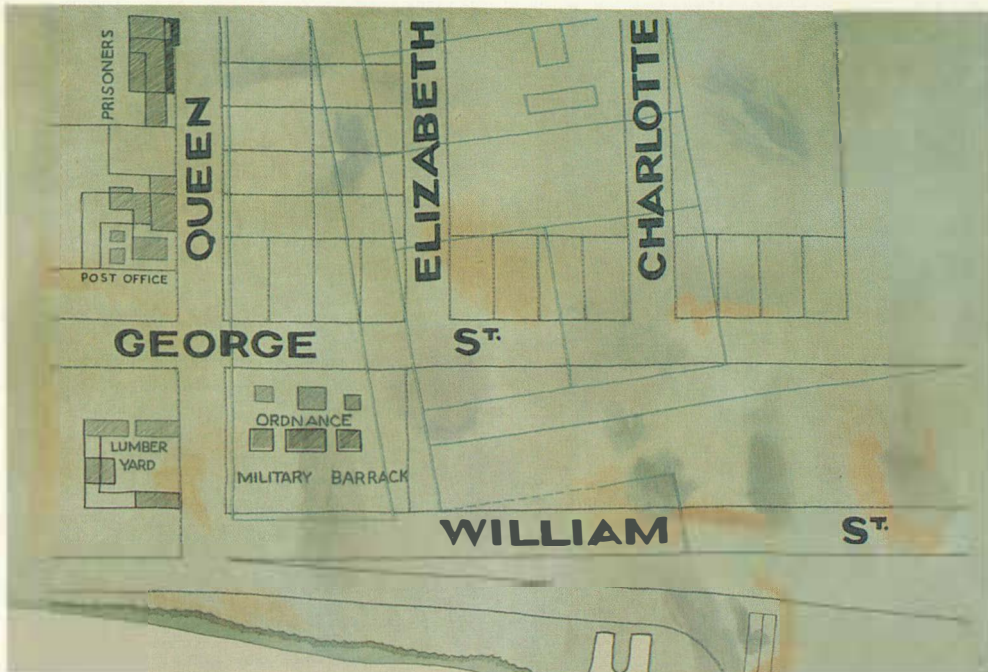 PRISONERS
QUEEN
ELIZABETH
CHARLOTTE
POST OFFICE
GEORGE ST.
LUMBER
YARD
ORDNANCE
MILITARY BARRACK
WILLIAM ST.